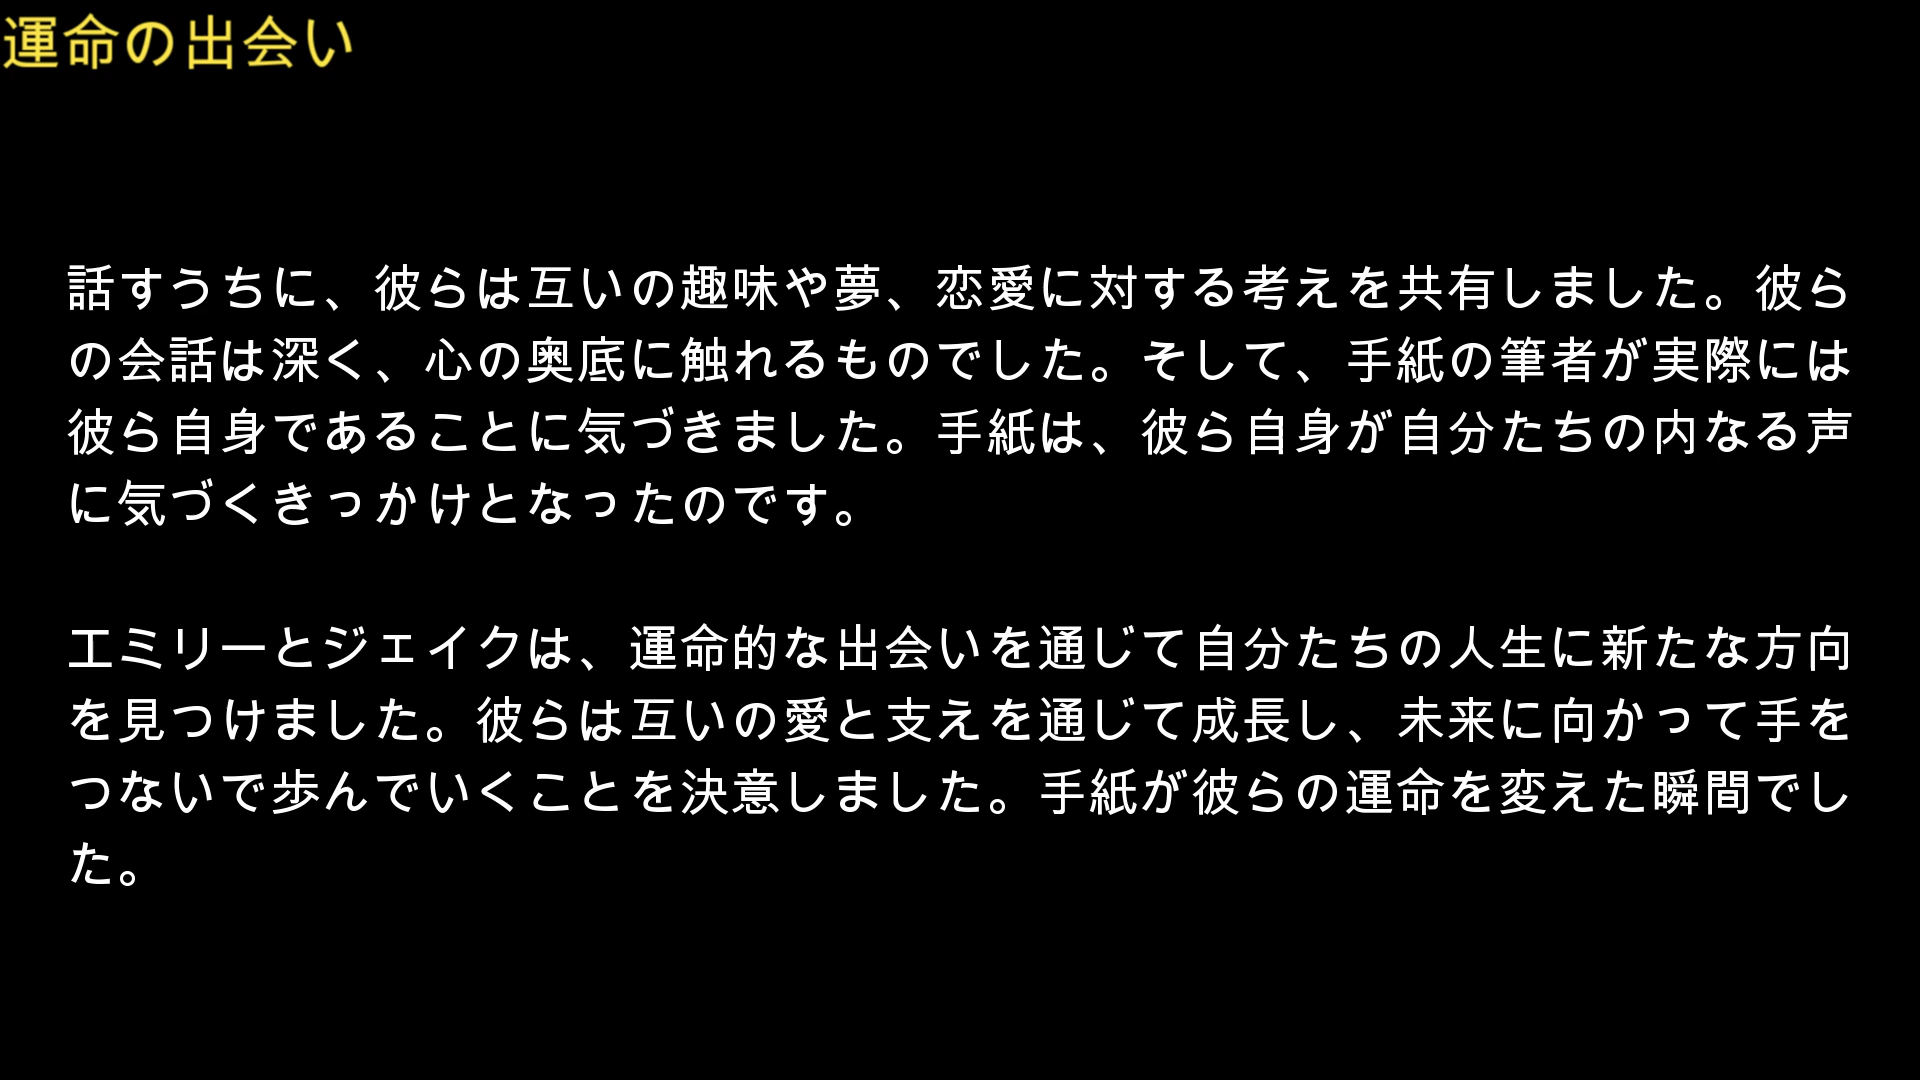 運命の出会い
話すうちに、彼らは互いの趣味や夢、恋愛に対する考えを共有しました。彼ら
の会話は深く、心の奥底に触れるものでした。そして、手紙の筆者が実際には
彼ら自身であることに気づきました。手紙は、彼ら自身が自分たちの内なる声
に気づくきっかけとなったのです。
エミリーとジェイクは、運命的な出会いを通じて自分たちの人生に新たな方向
を見つけました。彼らは互いの愛と支えを通じて成長し、未来に向かって手を
つないで歩んでいくことを決意しました。手紙が彼らの運命を変えた瞬間でし
た。